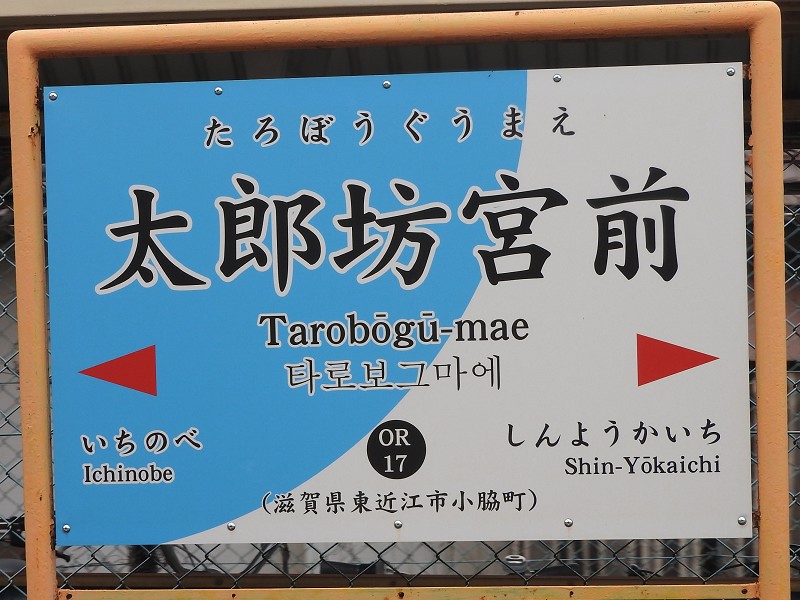 たろぼうぐうまえ
太郎坊宮前
Tarobōgū-mae
타로보그마에
いちのべ
Ichinobe
OR
17
しんようかいち
Shin-Yōkaichi
(滋賀県東近江市小脇町)